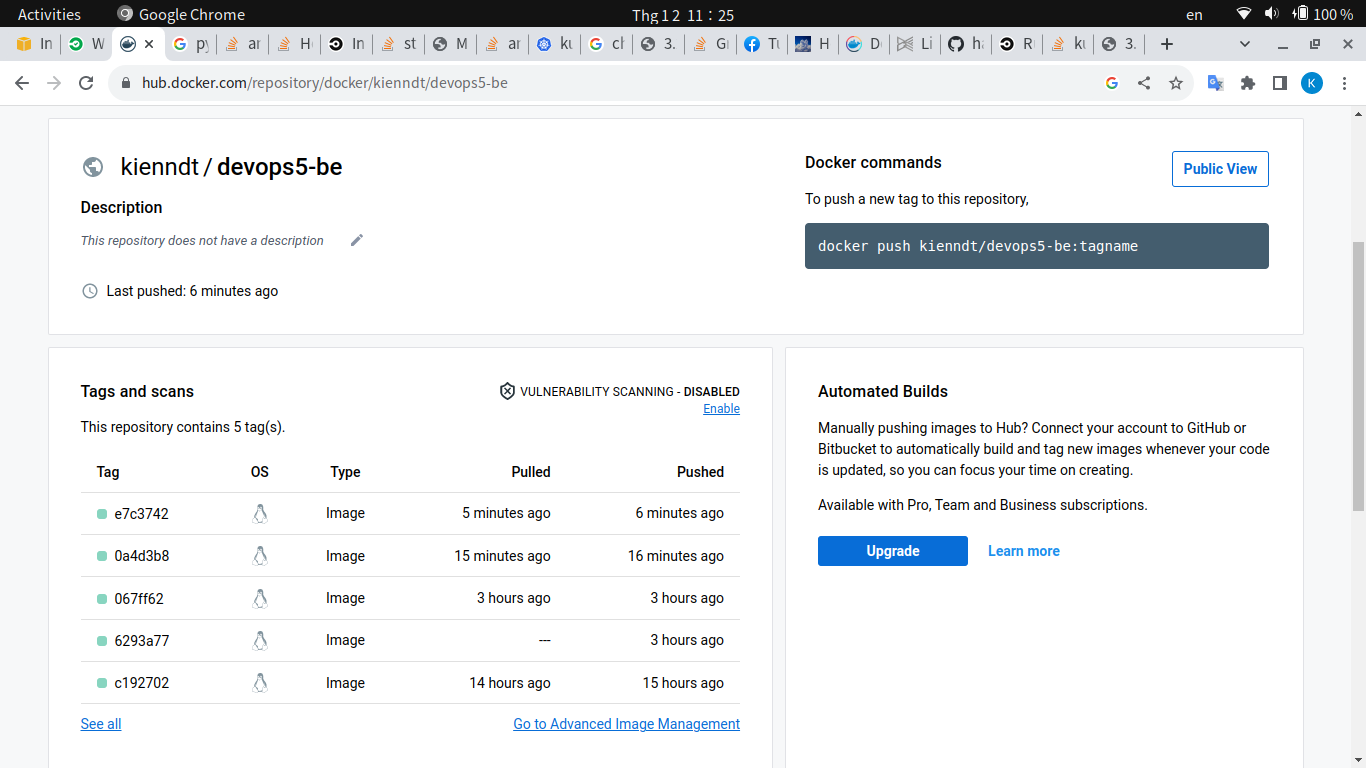 Activities Google Chrome Thg 1 2 11 : 25 en 100 %
In W py ar H In st M ar ku ch 3. G Tu H D Li ha R ku 3.
hub.docker.com/repository/docker/kienndt/devops5-be K
kienndt / devops5-be
Description
This repository does not have a description
Last pushed: 6 minutes ago
Docker commands
Public View
To push a new tag to this repository,
docker push kienndt/devops5-be:tagname
Tags and scans
VULNERABILITY SCANNING - DISABLED
Enable
This repository contains 5 tag(s).
Tag OS Type Pulled Pushed
e7c3742 Image 5 minutes ago 6 minutes ago
0a4d3b8 Image 15 minutes ago 16 minutes ago
067ff62 Image 3 hours ago 3 hours ago
6293a77 Image --- 3 hours ago
c192702 Image 14 hours ago 15 hours ago
See all
Go to Advanced Image Management
Automated Builds
Manually pushing images to Hub? Connect your account to GitHub or
Bitbucket to automatically build and tag new images whenever your code
is updated, so you can focus your time on creating.
Available with Pro, Team and Business subscriptions.
Upgrade
Learn more